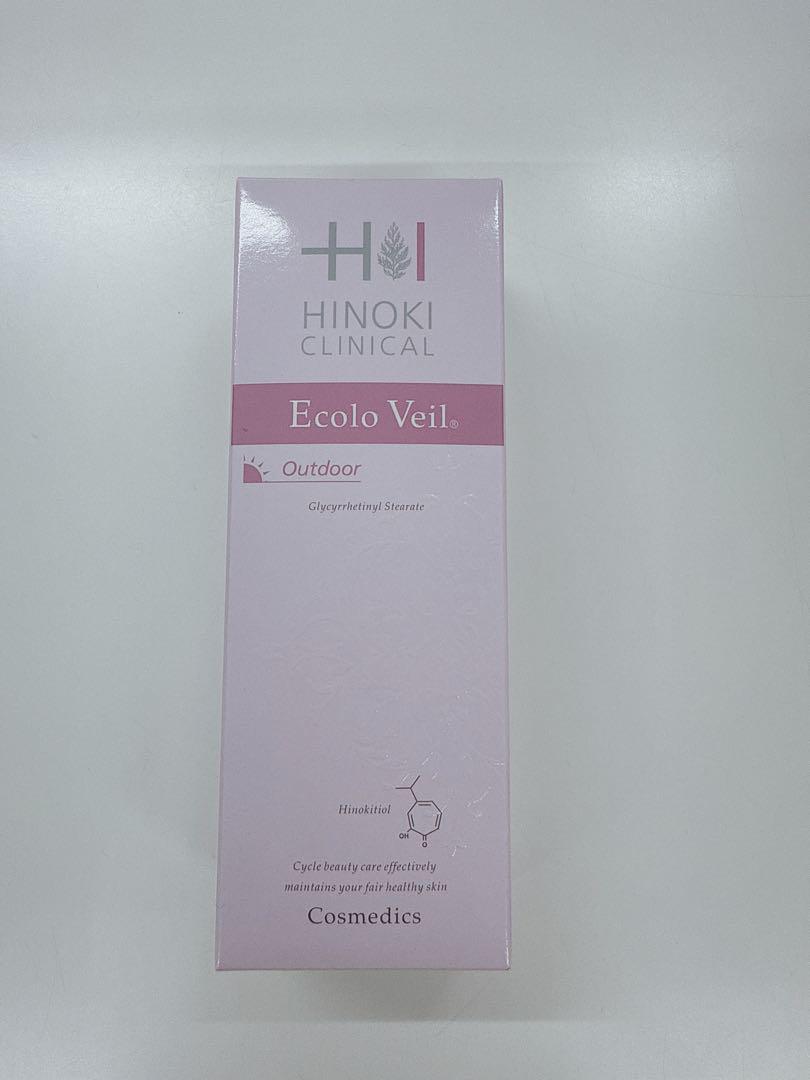 HI
HINOKI
CLINICAL
Ecolo Veil®
Outdoor
Glycyrrhetinyl Stearate
Hinokitiol
OH
O
Cycle beauty care effectively
maintains your fair healthy skin
Cosmedics